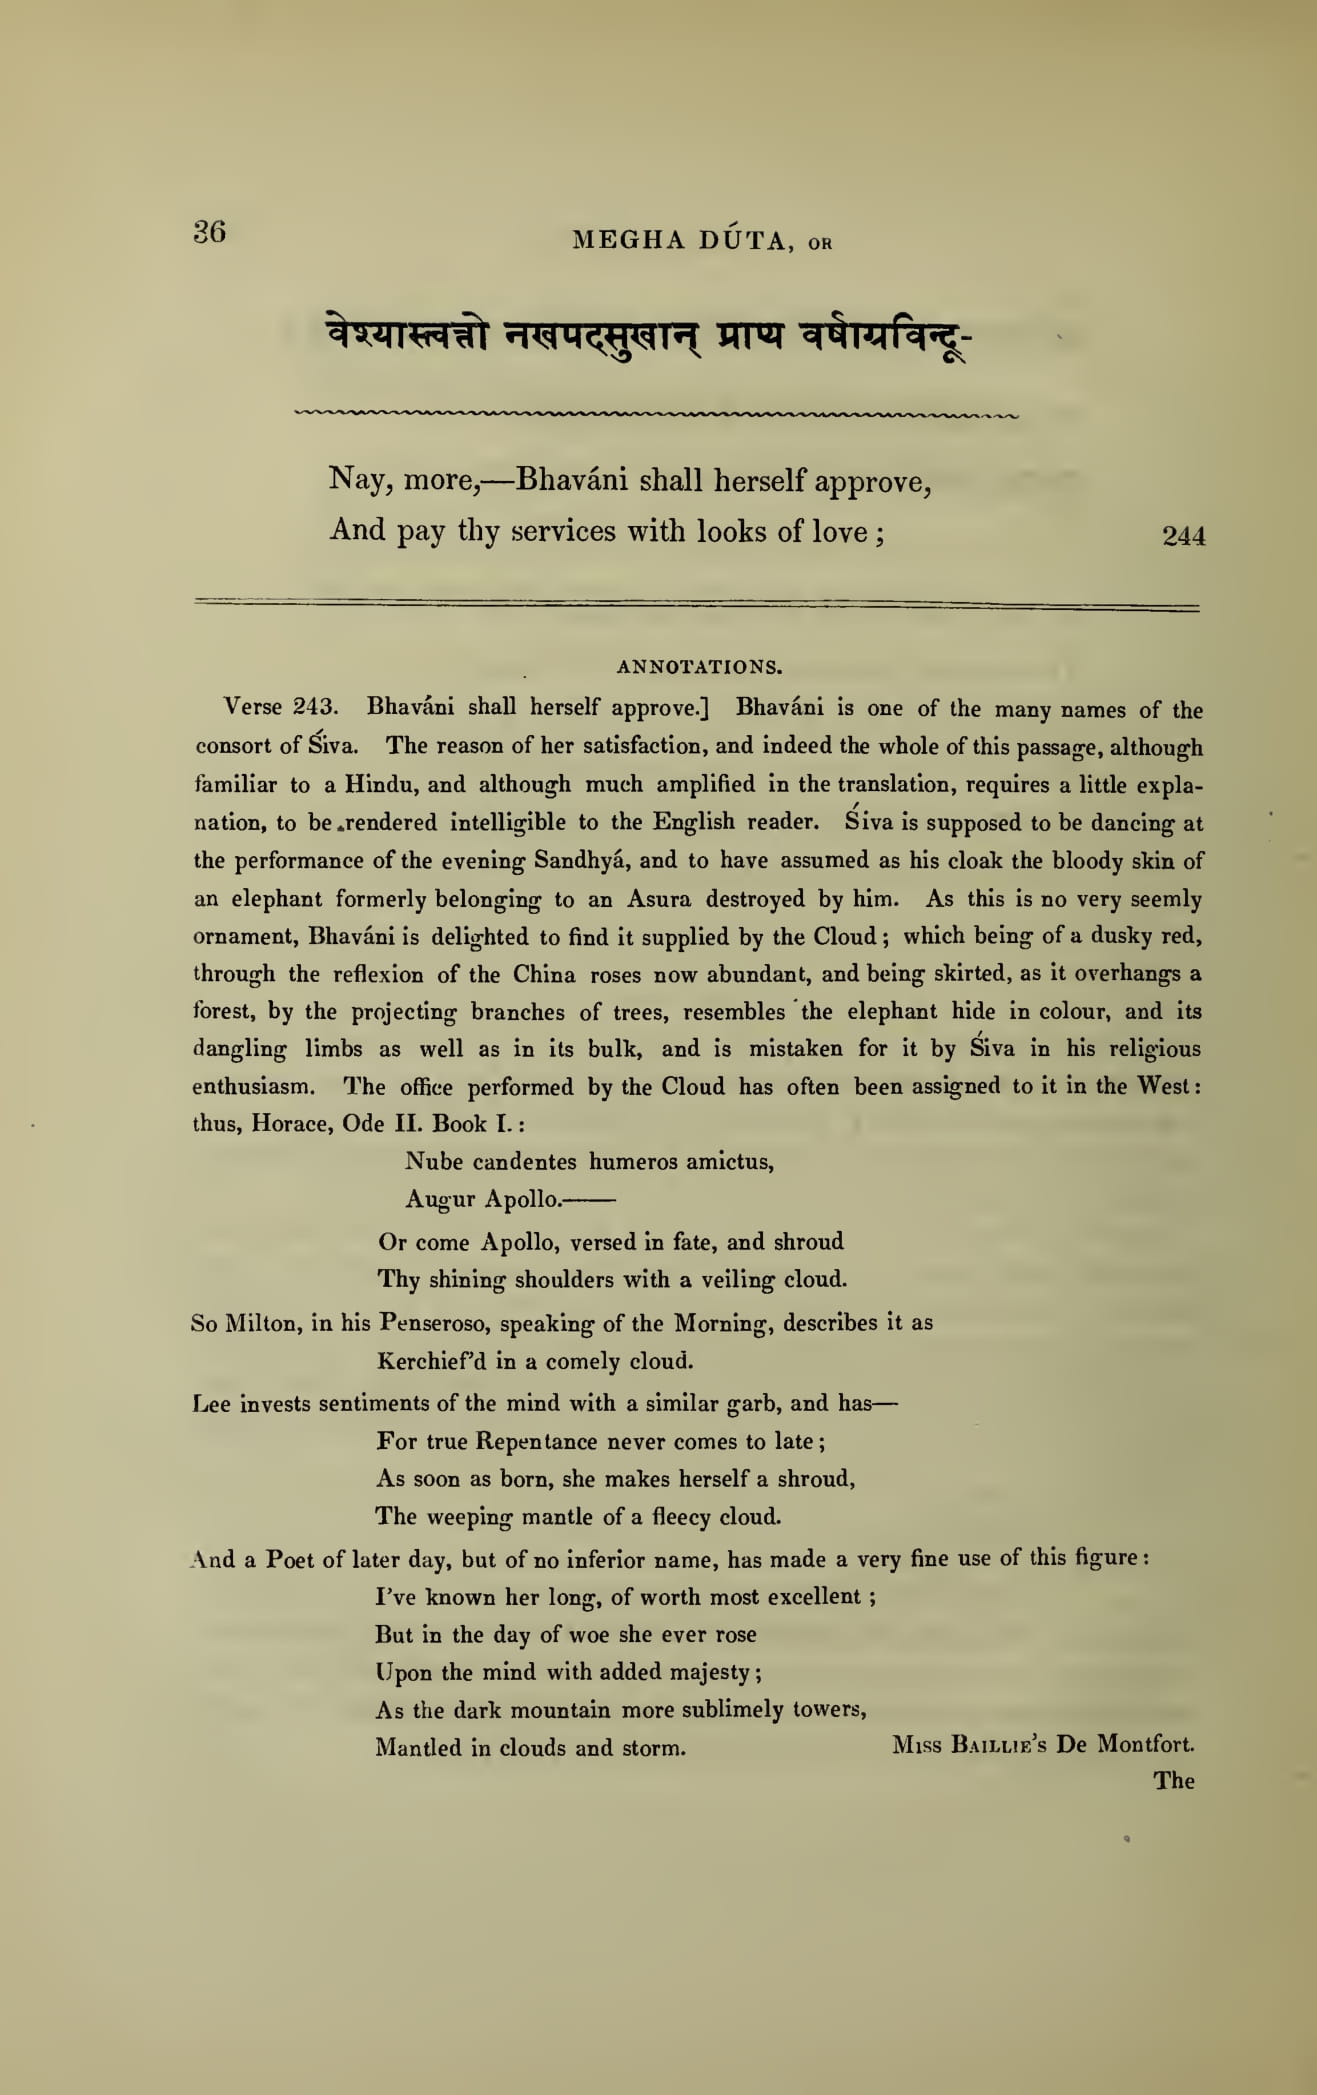 36
MEGHA DÚTA, OR
वेश्यास्त्वत्तो नखपदसुखान् प्राप्य वर्षाग्रविन्दू-
Nay, more,—Bhaváni shall herself approve,
And pay thy services with looks of love; 244
ANNOTATIONS.
Verse 243. Bhaváni shall herself approve.] Bhaváni is one of the many names of the
consort of Śiva. The reason of her satisfaction, and indeed the whole of this passage, although
familiar to a Hindu, and although much amplified in the translation, requires a little expla-
nation, to be rendered intelligible to the English reader. Śiva is supposed to be dancing at
the performance of the evening Sandhyá, and to have assumed as his cloak the bloody skin of
an elephant formerly belonging to an Asura destroyed by him. As this is no very seemly
ornament, Bhaváni is delighted to find it supplied by the Cloud; which being of a dusky red,
through the reflexion of the China roses now abundant, and being skirted, as it overhangs a
forest, by the projecting branches of trees, resembles the elephant hide in colour, and its
dangling limbs as well as in its bulk, and is mistaken for it by Śiva in his religious
enthusiasm. The office performed by the Cloud has often been assigned to it in the West:
thus, Horace, Ode II. Book I.:
Nube candentes humeros amictus,
Augur Apollo.——
Or come Apollo, versed in fate, and shroud
Thy shining shoulders with a veiling cloud.
So Milton, in his Penseroso, speaking of the Morning, describes it as
Kerchief'd in a comely cloud.
Lee invests sentiments of the mind with a similar garb, and has—
For true Repentance never comes to late;
As soon as born, she makes herself a shroud,
The weeping mantle of a fleecy cloud.
And a Poet of later day, but of no inferior name, has made a very fine use of this figure:
I've known her long, of worth most excellent;
But in the day of woe she ever rose
Upon the mind with added majesty;
As the dark mountain more sublimely towers,
Mantled in clouds and storm. Miss BAILLIE's De Montfort.
The